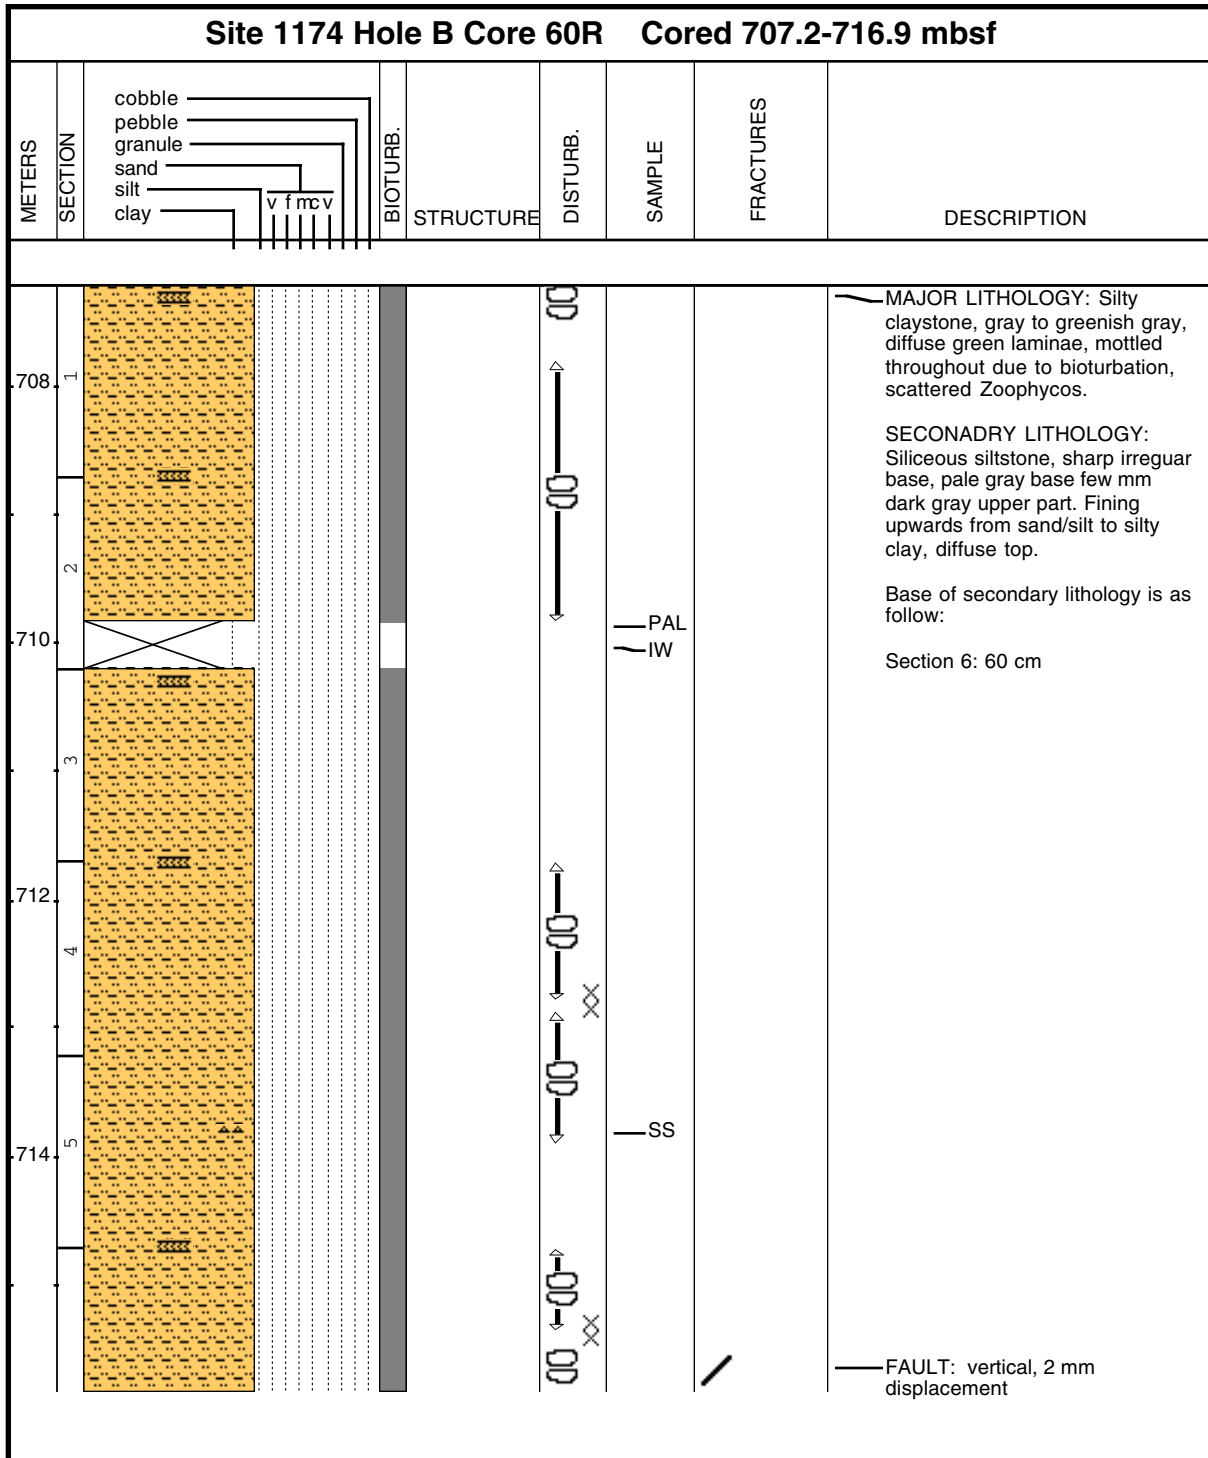 Site 1174 Hole B Core 60R Cored 707.2-716.9 mbsf
METERS
SECTION
cobble
pebble
granule
sand
silt
clay
v f m c v
BIOTURB.
STRUCTURE
DISTURB.
SAMPLE
FRACTURES
DESCRIPTION
MAJOR LITHOLOGY: Silty
claystone, gray to greenish gray,
diffuse green laminae, mottled
throughout due to bioturbation,
scattered Zoophycos.
SECONADRY LITHOLOGY:
Siliceous siltstone, sharp irreguar
base, pale gray base few mm
dark gray upper part. Fining
upwards from sand/silt to silty
clay, diffuse top.
Base of secondary lithology is as
follow:
Section 6: 60 cm
708
1
2
710
PAL
IW
3
712
4
714
5
SS
FAULT: vertical, 2 mm
displacement